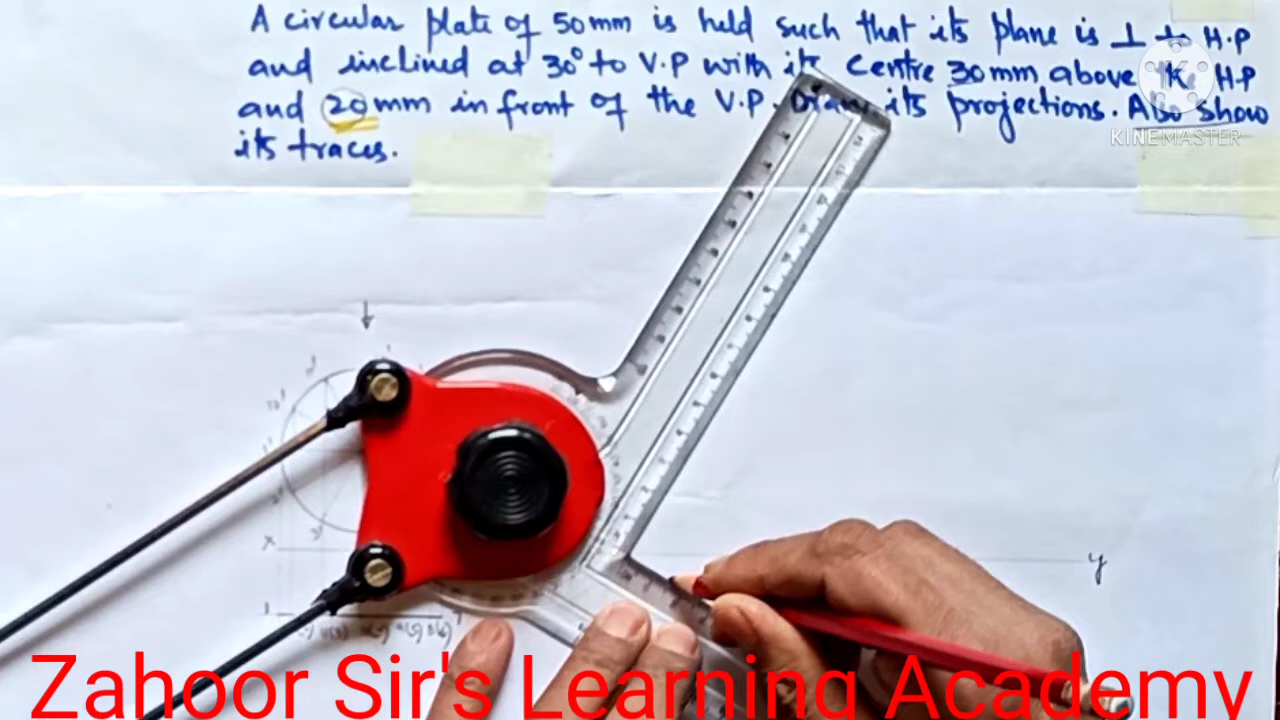 A circular plate of 50mm is held such that its plane is ⊥ to H.P
and inclined at 30° to V.P with its centre 30mm above the H.P
and 20mm in front of the V.P. Draw its projections. Also show
its traces.
KINEMASTER
x
y
Zahoor Sir's Learning Academy